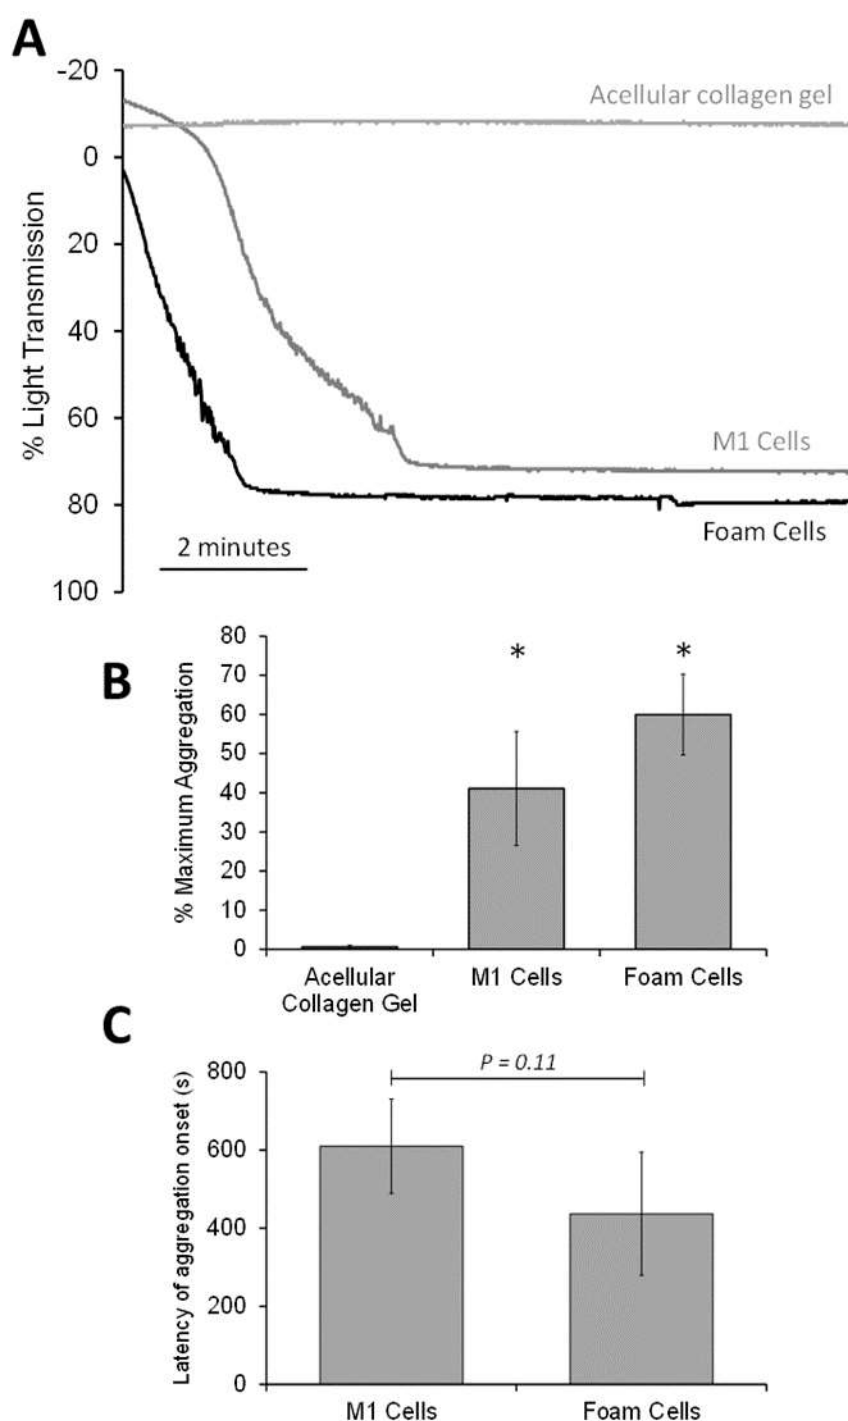 A
-20
Acellular collagen gel
0
20
40
60
80
100
% Light Transmission
M1 Cells
Foam Cells
2 minutes
B
80
70
60
50
40
30
20
10
0
% Maximum Aggregation
*
*
Acellular
Collagen Gel
M1 Cells
Foam Cells
C
800
600
400
200
0
Latency of aggregation onset (s)
P = 0.11
M1 Cells
Foam Cells